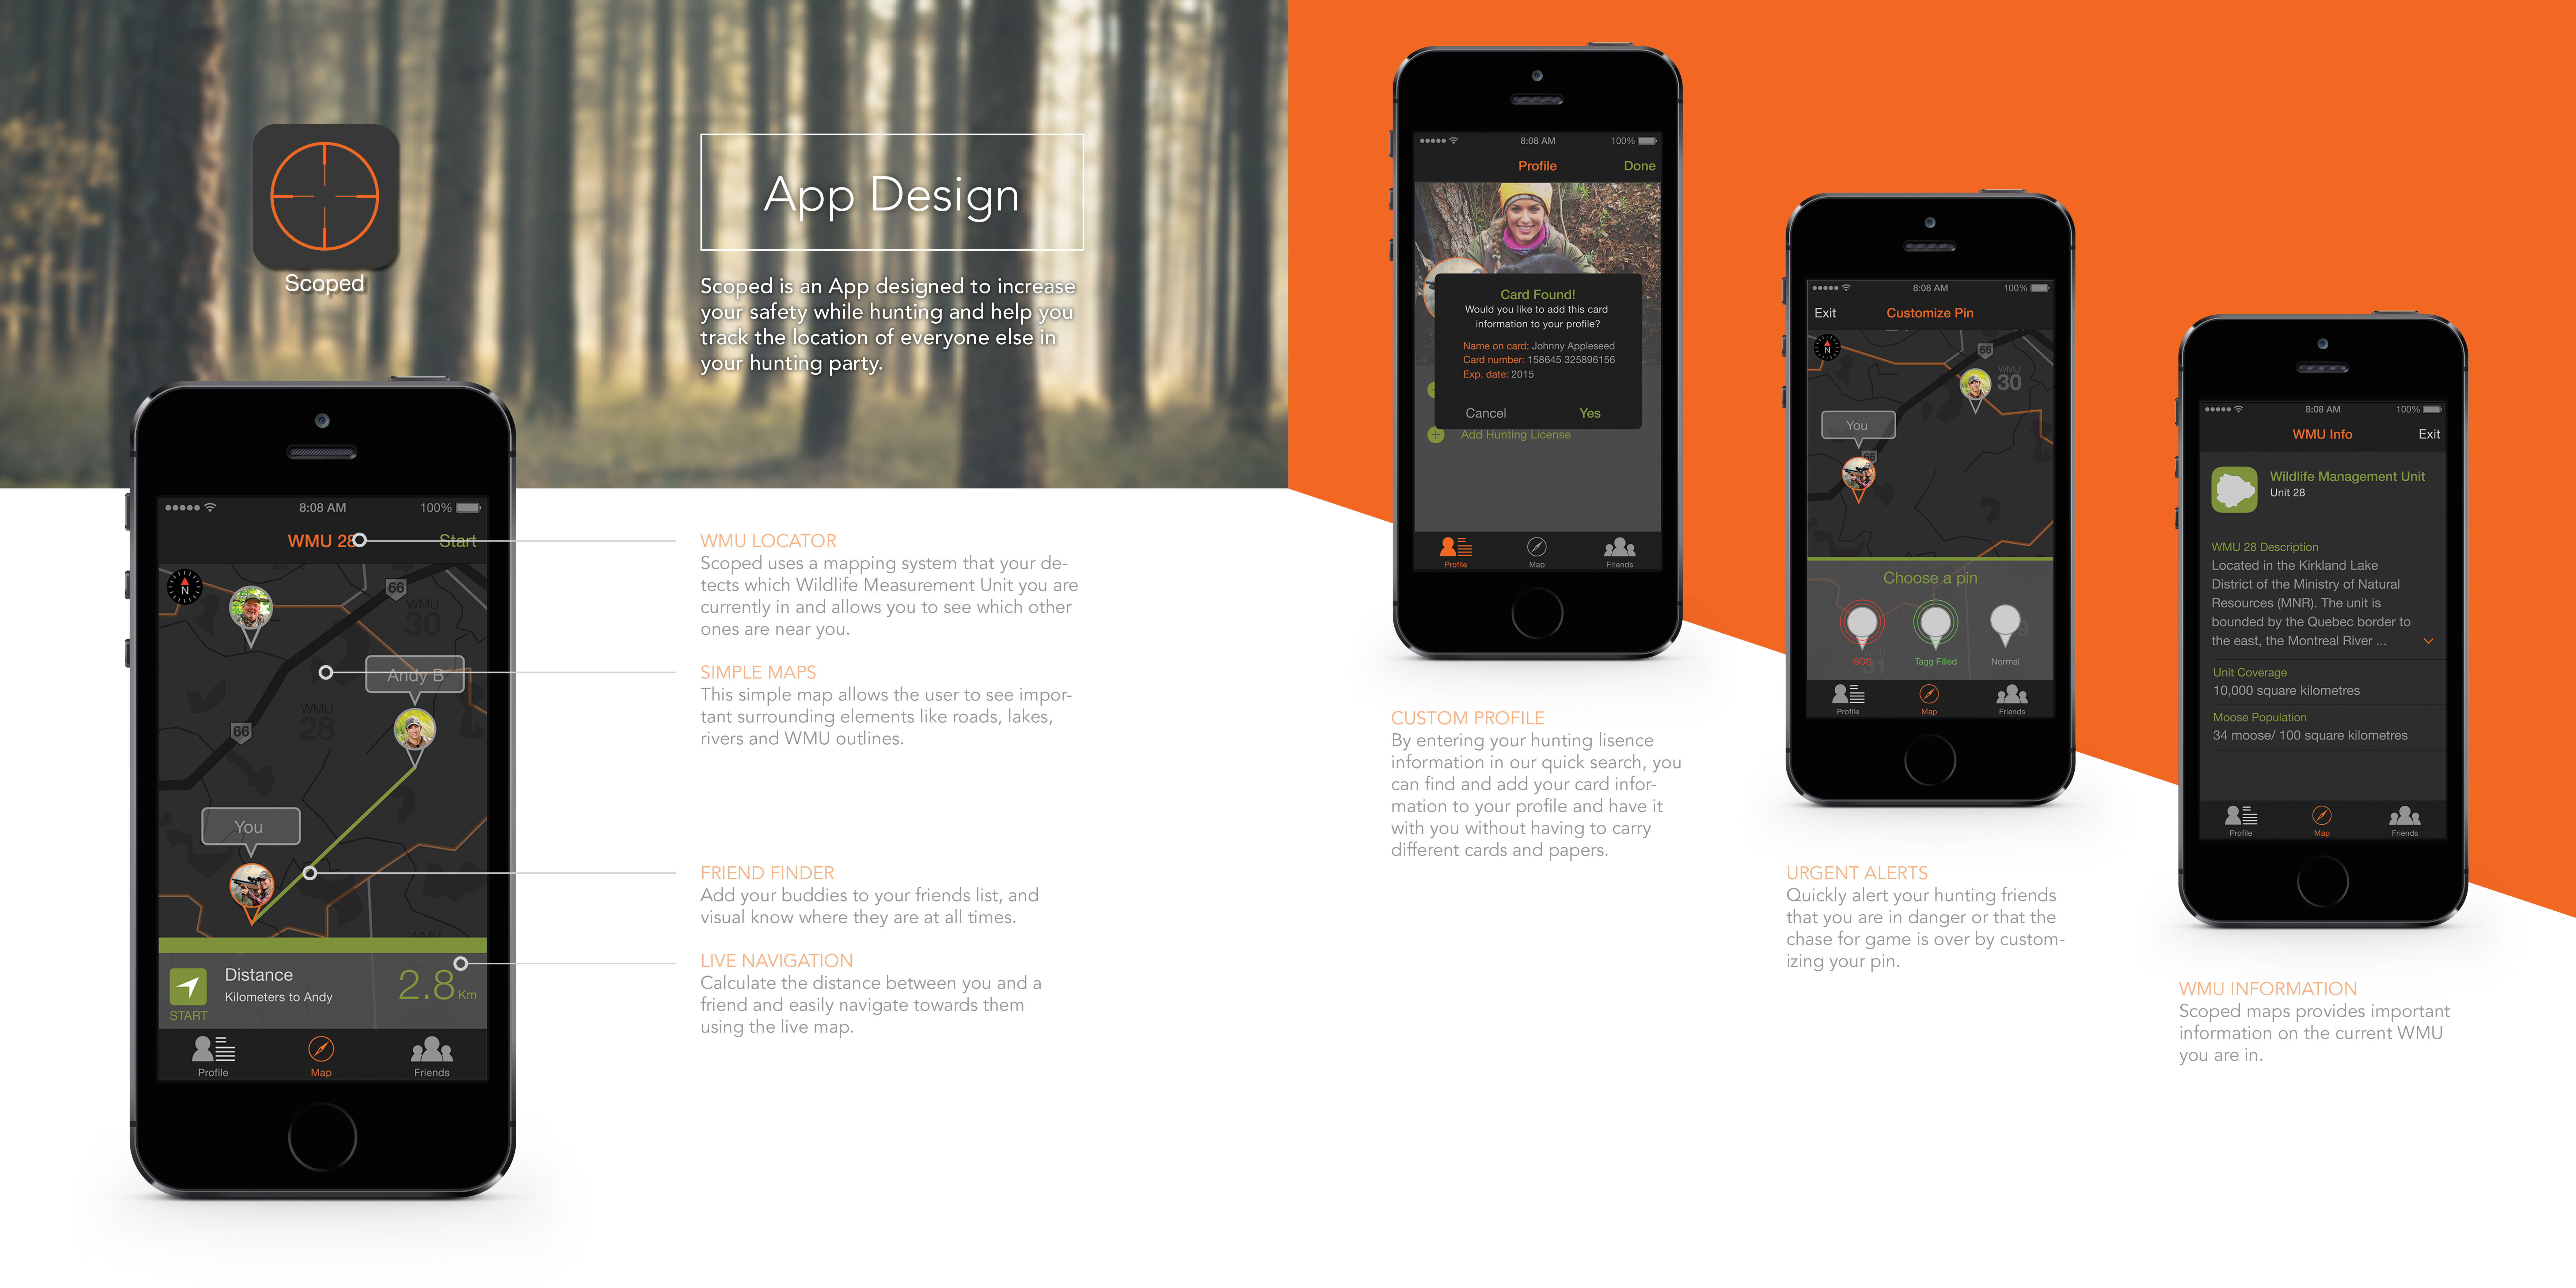 Scoped
App Design
Scoped is an App designed to increase
your safety while hunting and help you
track the location of everyone else in
your hunting party.
8:08 AM
100%
WMU 28
Start
N
66
WMU
30
Andy B
WMU
28
66
You
WMU
Distance
Kilometers to Andy
2.8 Km
START
Profile
Map
Friends
WMU LOCATOR
Scoped uses a mapping system that your de-
tects which Wildlife Measurement Unit you are
currently in and allows you to see which other
ones are near you.
SIMPLE MAPS
This simple map allows the user to see impor-
tant surrounding elements like roads, lakes,
rivers and WMU outlines.
FRIEND FINDER
Add your buddies to your friends list, and
visual know where they are at all times.
LIVE NAVIGATION
Calculate the distance between you and a
friend and easily navigate towards them
using the live map.
8:08 AM
100%
Profile
Done
Card Found!
Would you like to add this card
information to your profile?
Name on card: Johnny Appleseed
Card number: 158645 325896156
Exp. date: 2015
Cancel
Yes
Add Hunting License
Profile
Map
Friends
CUSTOM PROFILE
By entering your hunting lisence
information in our quick search, you
can find and add your card infor-
mation to your profile and have it
with you without having to carry
different cards and papers.
8:08 AM
100%
Exit
Customize Pin
N
66
WMU
30
You
66
Choose a pin
SOS
Tagg Filled
Normal
31
9
Profile
Map
Friends
URGENT ALERTS
Quickly alert your hunting friends
that you are in danger or that the
chase for game is over by custom-
izing your pin.
8:08 AM
100%
WMU Info
Exit
Wildlife Management Unit
Unit 28
WMU 28 Description
Located in the Kirkland Lake
District of the Ministry of Natural
Resources (MNR). The unit is
bounded by the Quebec border to
the east, the Montreal River ...
Unit Coverage
10,000 square kilometres
Moose Population
34 moose/ 100 square kilometres
Profile
Map
Friends
WMU INFORMATION
Scoped maps provides important
information on the current WMU
you are in.